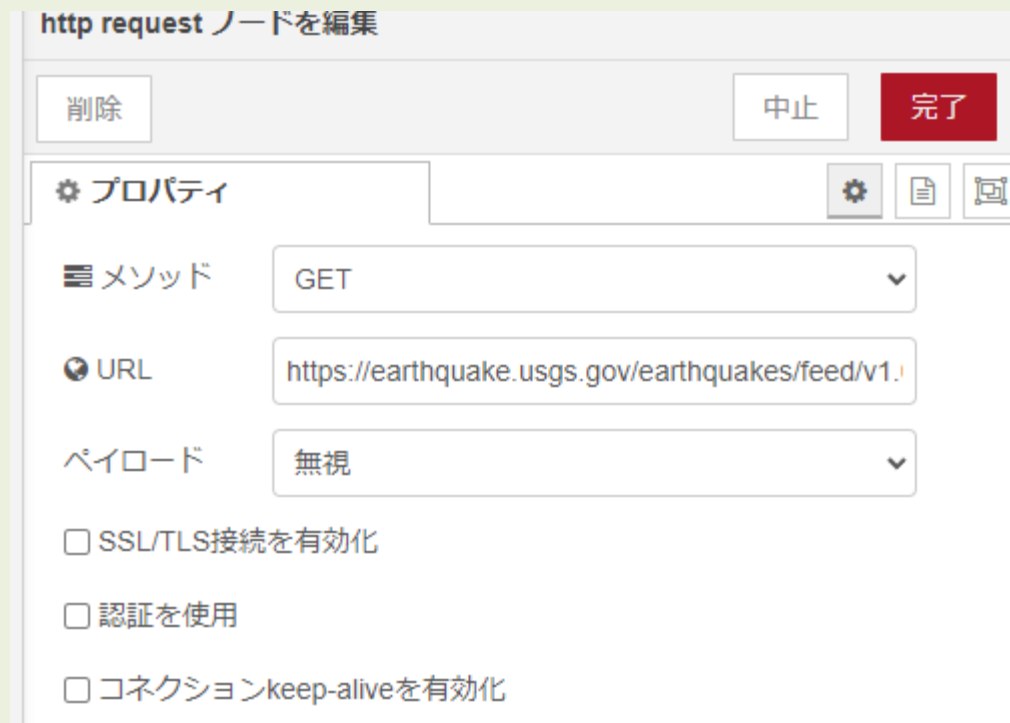 http request ノードを編集
削除
中止
完了
プロパティ
メソッド
GET
URL
https://earthquake.usgs.gov/earthquakes/feed/v1.
ペイロード
無視
SSL/TLS接続を有効化
認証を使用
コネクションkeep-aliveを有効化